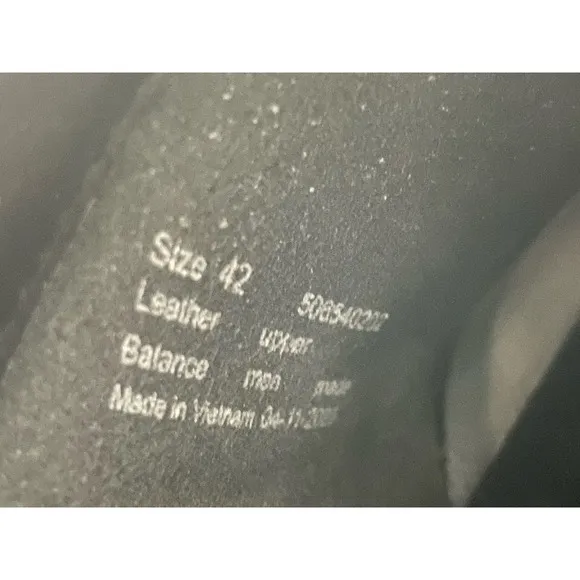 Size 42
Leather upper
Balance man made
Made in Vietnam